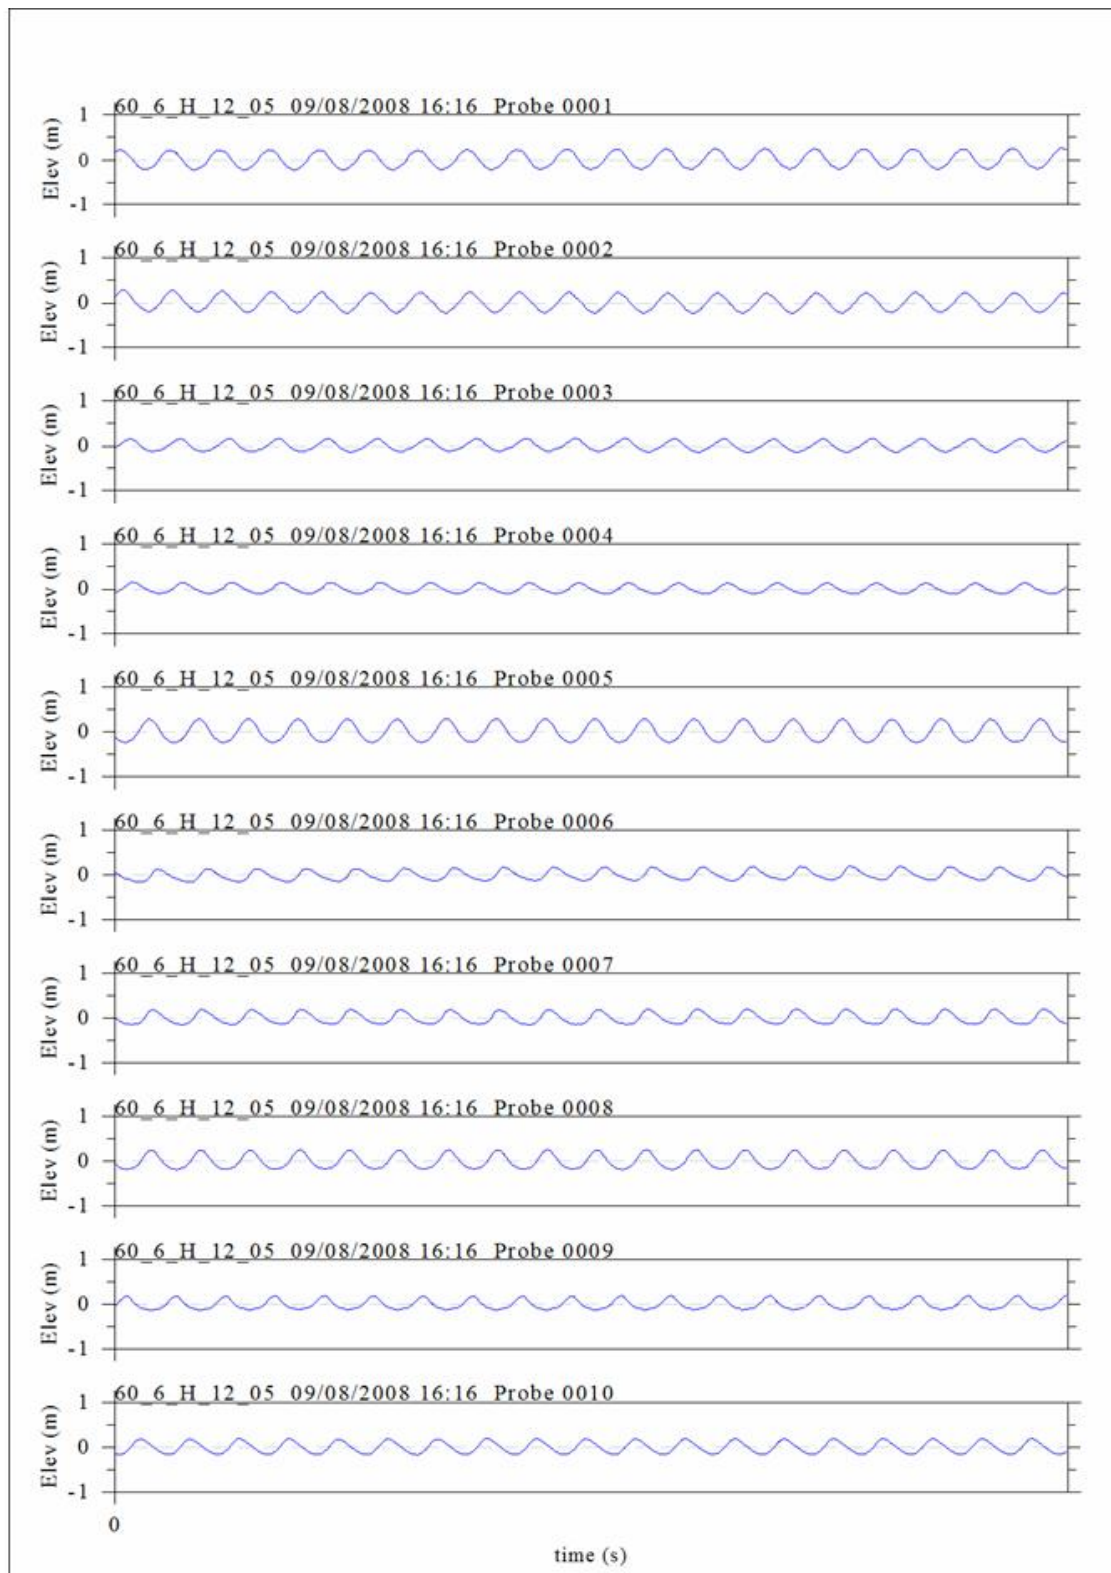 60_6_H_12_05 09/08/2008 16:16 Probe 0001
1
Elev (m)
0
-1
60_6_H_12_05 09/08/2008 16:16 Probe 0002
1
Elev (m)
0
-1
60_6_H_12_05 09/08/2008 16:16 Probe 0003
1
Elev (m)
0
-1
60_6_H_12_05 09/08/2008 16:16 Probe 0004
1
Elev (m)
0
-1
60_6_H_12_05 09/08/2008 16:16 Probe 0005
1
Elev (m)
0
-1
60_6_H_12_05 09/08/2008 16:16 Probe 0006
1
Elev (m)
0
-1
60_6_H_12_05 09/08/2008 16:16 Probe 0007
1
Elev (m)
0
-1
60_6_H_12_05 09/08/2008 16:16 Probe 0008
1
Elev (m)
0
-1
60_6_H_12_05 09/08/2008 16:16 Probe 0009
1
Elev (m)
0
-1
60_6_H_12_05 09/08/2008 16:16 Probe 0010
1
Elev (m)
0
-1
0
time (s)